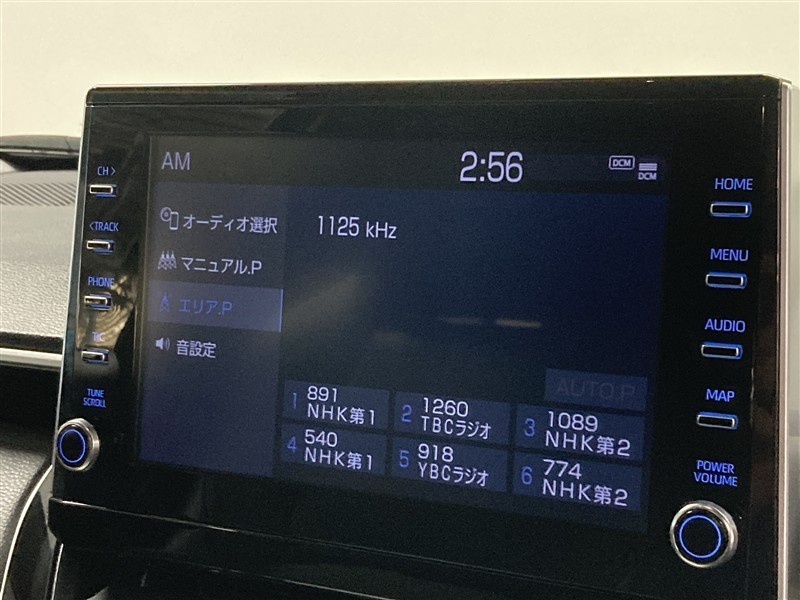 AM
2:56
DCM
DCM
オーディオ選択
マニュアル.P
エリア.P
音設定
1125 kHz
AUTO.P
1 891 NHK第1
2 1260 TBCラジオ
3 1089 NHK第2
4 540 NHK第1
5 918 YBCラジオ
6 774 NHK第2
CH >
< TRACK
PHONE
TUNE
SCROLL
HOME
MENU
AUDIO
MAP
POWER
VOLUME